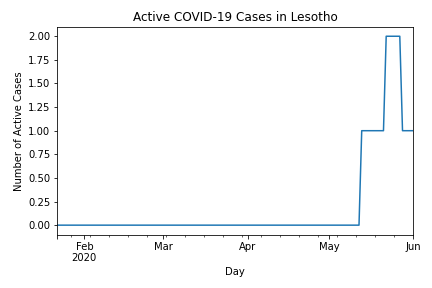 Active COVID-19 Cases in Lesotho
Number of Active Cases
2.00
1.75
1.50
1.25
1.00
0.75
0.50
0.25
0.00
Feb Mar Apr May Jun
2020
Day